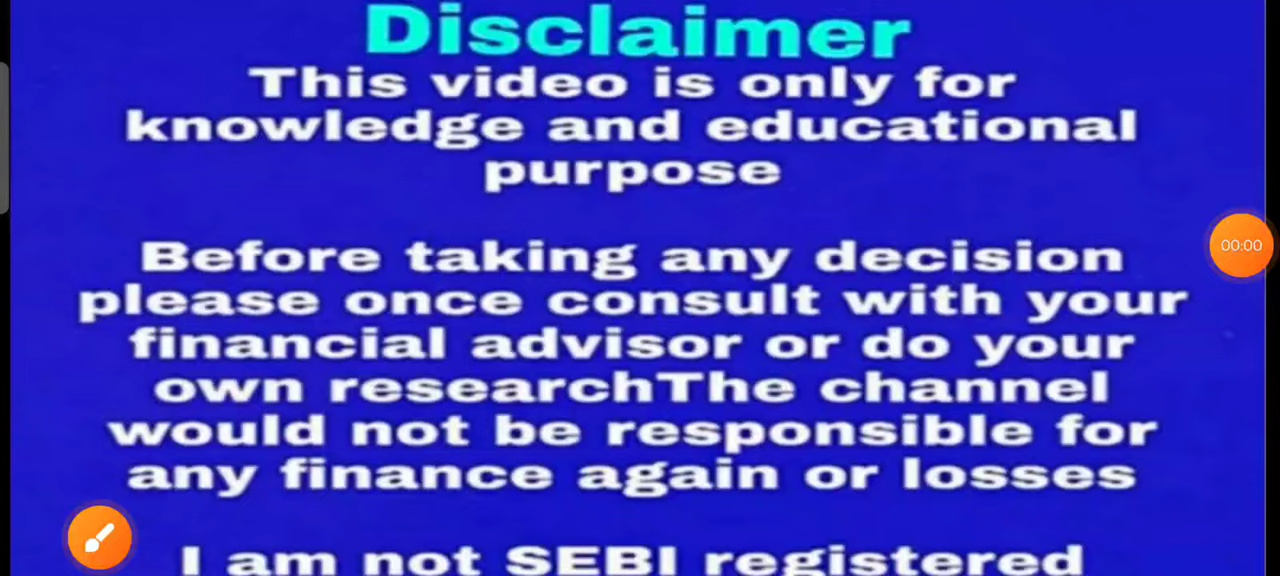 Disclaimer
This video is only for
knowledge and educational
purpose
Before taking any decision
please once consult with your
financial advisor or do your
own researchThe channel
would not be responsible for
any finance again or losses
I am not SEBI registered
00:00